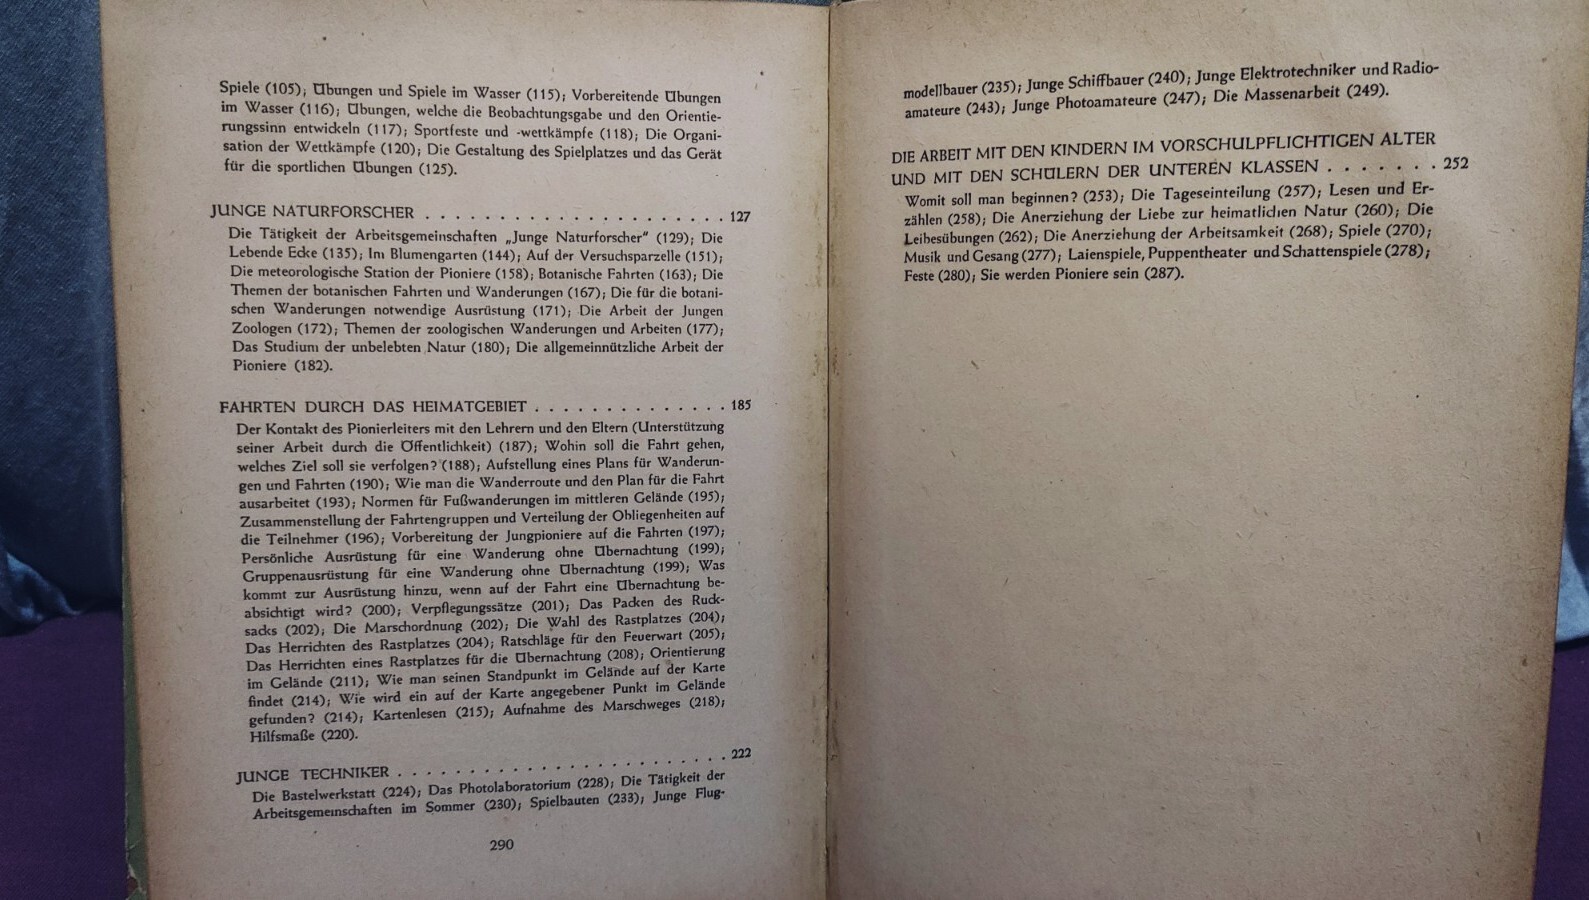 Spiele (105); Übungen und Spiele im Wasser (115); Vorbereitende Übungen
im Wasser (116); Übungen, welche die Beobachtungsgabe und den Orientie-
rungssinn entwickeln (117); Sportfeste und -wettkämpfe (118); Die Organi-
sation der Wettkämpfe (120); Die Gestaltung des Spielplatzes und das Gerät
für die sportlichen Übungen (125).
JUNGE NATURFORSCHER . . . . . . . . . . . . . . . . . . . . . 127
Die Tätigkeit der Arbeitsgemeinschaften „Junge Naturforscher" (129); Die
Lebende Ecke (135); Im Blumengarten (144); Auf der Versuchsparzelle (151);
Die meteorologische Station der Pioniere (158); Botanische Fahrten (163); Die
Themen der botanischen Fahrten und Wanderungen (167); Die für die botani-
schen Wanderungen notwendige Ausrüstung (171); Die Arbeit der Jungen
Zoologen (172); Themen der zoologischen Wanderungen und Arbeiten (177);
Das Studium der unbelebten Natur (180); Die allgemeinnützliche Arbeit der
Pioniere (182).
FAHRTEN DURCH DAS HEIMATGEBIET . . . . . . . . . . . . . . 185
Der Kontakt des Pionierleiters mit den Lehrern und den Eltern (Unterstützung
seiner Arbeit durch die Öffentlichkeit) (187); Wohin soll die Fahrt gehen,
welches Ziel soll sie verfolgen? (188); Aufstellung eines Plans für Wanderun-
gen und Fahrten (190); Wie man die Wanderroute und den Plan für die Fahrt
ausarbeitet (193); Normen für Fußwanderungen im mittleren Gelände (195);
Zusammenstellung der Fahrtengruppen und Verteilung der Obliegenheiten auf
die Teilnehmer (196); Vorbereitung der Jungpioniere auf die Fahrten (197);
Persönliche Ausrüstung für eine Wanderung ohne Übernachtung (199);
Gruppenausrüstung für eine Wanderung ohne Übernachtung (199); Was
kommt zur Ausrüstung hinzu, wenn auf der Fahrt eine Übernachtung be-
absichtigt wird? (200); Verpflegungssätze (201); Das Packen des Ruck-
sacks (202); Die Marschordnung (202); Die Wahl des Rastplatzes (204);
Das Herrichten des Rastplatzes (204); Ratschläge für den Feuerwart (205);
Das Herrichten eines Rastplatzes für die Übernachtung (208); Orientierung
im Gelände (211); Wie man seinen Standpunkt im Gelände auf der Karte
findet (214); Wie wird ein auf der Karte angegebener Punkt im Gelände
gefunden? (214); Kartenlesen (215); Aufnahme des Marschweges (218);
Hilfsmaße (220).
JUNGE TECHNIKER . . . . . . . . . . . . . . . . . . . . . . . 222
Die Bastelwerkstatt (224); Das Photolaboratorium (228); Die Tätigkeit der
Arbeitsgemeinschaften im Sommer (230); Spielbauten (233); Junge Flug-
290
modellbauer (235); Junge Schiffbauer (240); Junge Elektrotechniker und Radio-
amateure (243); Junge Photoamateure (247); Die Massenarbeit (249).
DIE ARBEIT MIT DEN KINDERN IM VORSCHULPFLICHTIGEN ALTER
UND MIT DEN SCHÜLERN DER UNTEREN KLASSEN . . . . . . . . 252
Womit soll man beginnen? (253); Die Tageseinteilung (257); Lesen und Er-
zählen (258); Die Anerziehung der Liebe zur heimatlichen Natur (260); Die
Leibesübungen (262); Die Anerziehung der Arbeitsamkeit (268); Spiele (270);
Musik und Gesang (277); Laienspiele, Puppentheater und Schattenspiele (278);
Feste (280); Sie werden Pioniere sein (287).